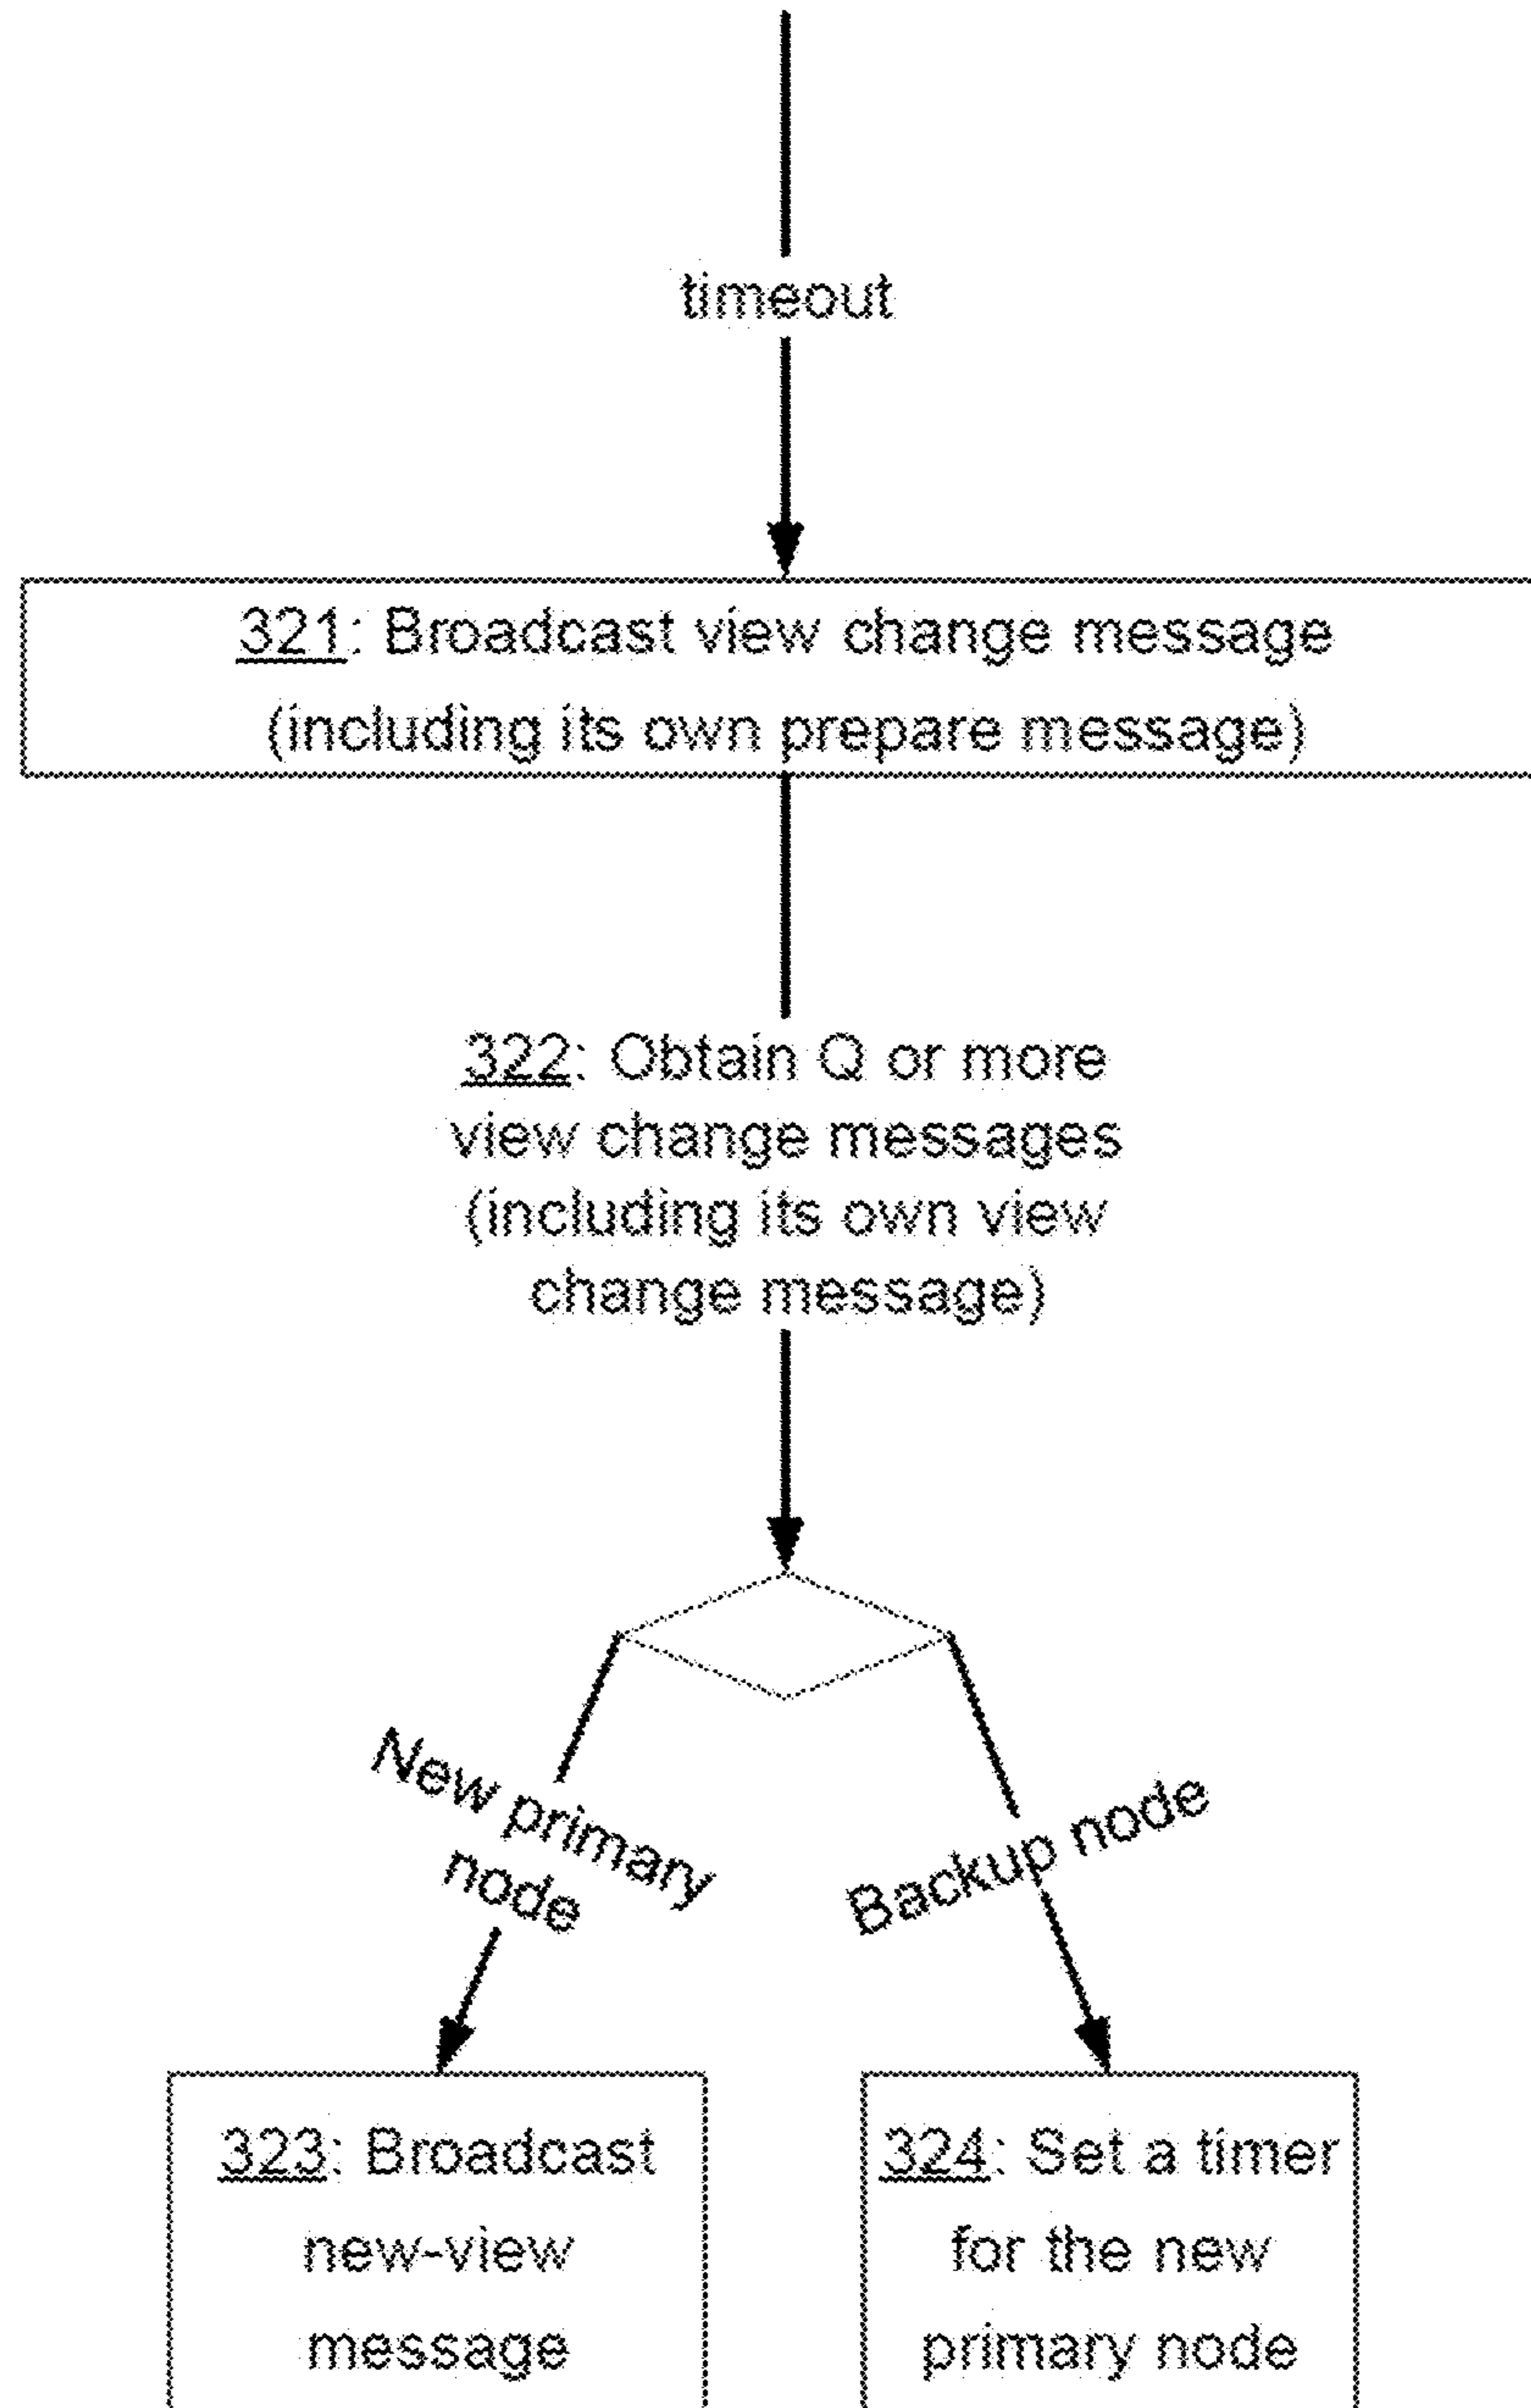 timeout
321: Broadcast view change message
(including its own prepare message)
322: Obtain Q or more
view change messages
(including its own view
change message)
New primary
node
Backup node
323: Broadcast
new-view
message
324: Set a timer
for the new
primary node